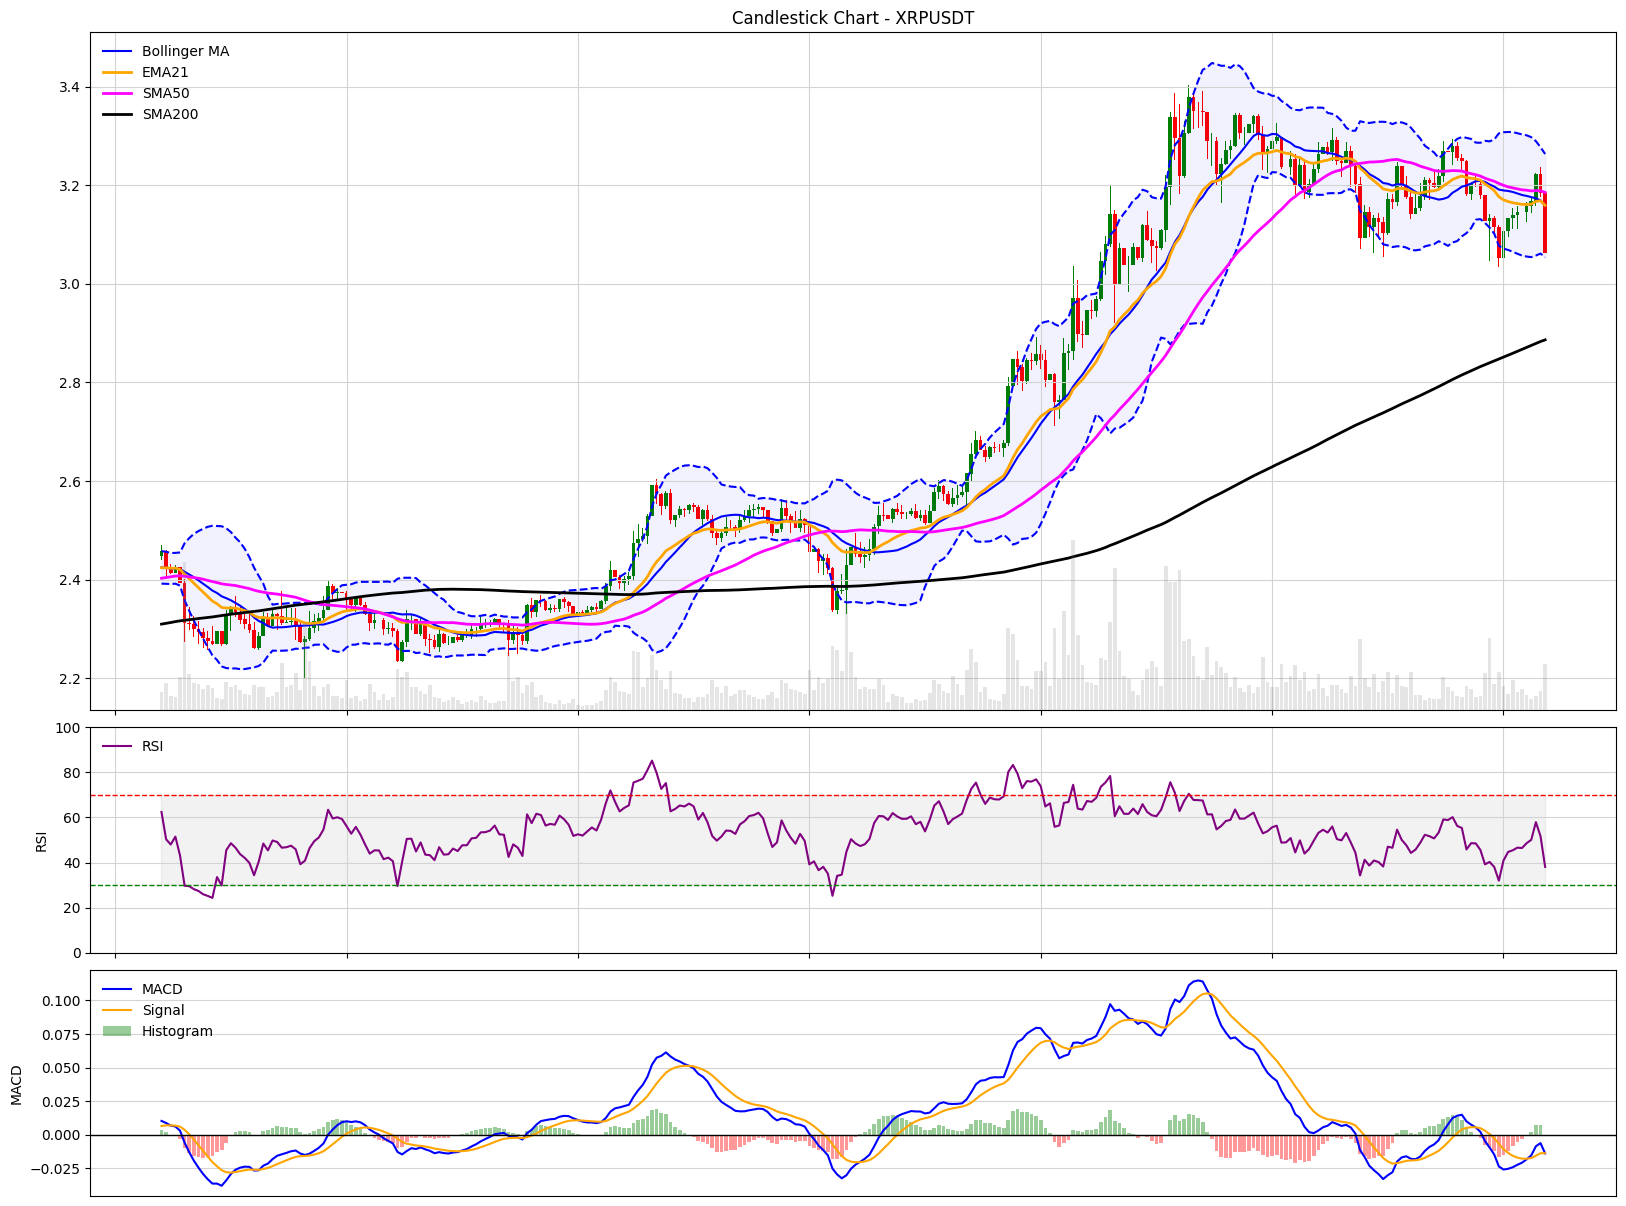 Candlestick Chart - XRPUSDT
Bollinger MA
EMA21
SMA50
SMA200
3.4
3.2
3.0
2.8
2.6
2.4
2.2
RSI
100
80
60
40
20
0
RSI
MACD
Signal
Histogram
0.100
0.075
0.050
0.025
0.000
−0.025
MACD